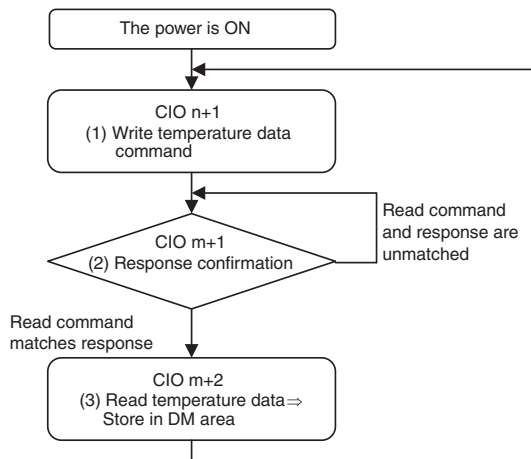 The power is ON
CIO n+1
(1) Write temperature data
command
Read command
and response are
unmatched
CIO m+1
(2) Response confirmation
Read command
matches response
CIO m+2
(3) Read temperature data⇒
Store in DM area